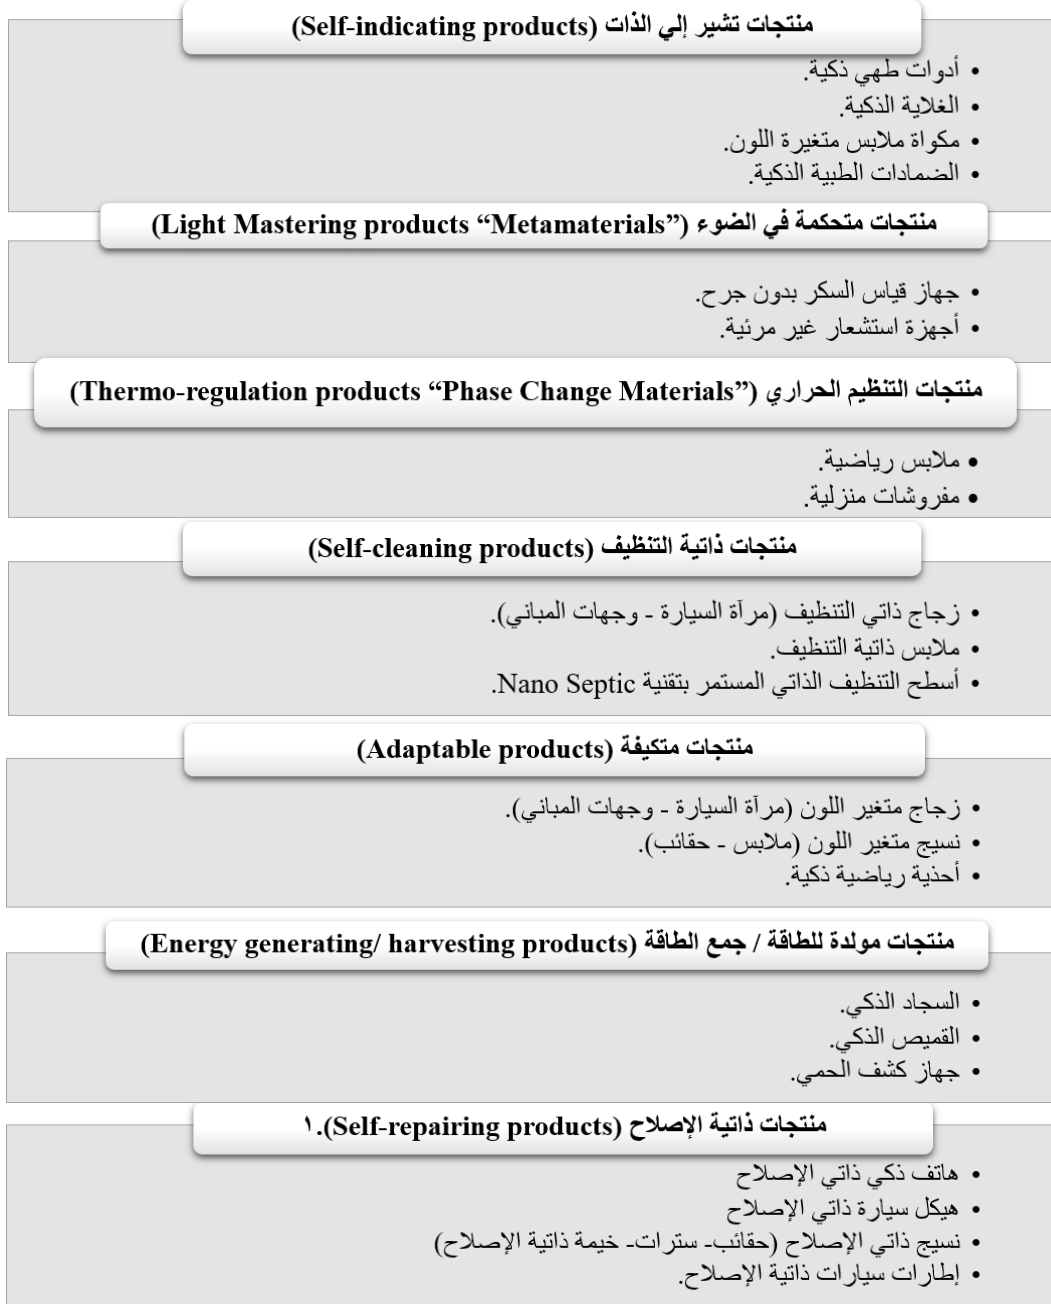 منتجات تشير إلي الذات (Self-indicating products)
• أدوات طهي ذكية.
• الغلاية الذكية.
• مكواة ملابس متغيرة اللون.
• الضمادات الطبية الذكية.
منتجات متحكمة في الضوء (Light Mastering products “Metamaterials”)
• جهاز قياس السكر بدون جرح.
• أجهزة استشعار غير مرئية.
منتجات التنظيم الحراري (Thermo-regulation products “Phase Change Materials”)
• ملابس رياضية.
• مفروشات منزلية.
منتجات ذاتية التنظيف (Self-cleaning products)
• زجاج ذاتي التنظيف (مرآة السيارة - وجهات المباني).
• ملابس ذاتية التنظيف.
• أسطح التنظيف الذاتي المستمر بتقنية Nano Septic.
منتجات متكيفة (Adaptable products)
• زجاج متغير اللون (مرآة السيارة - وجهات المباني).
• نسيج متغير اللون (ملابس - حقائب).
• أحذية رياضية ذكية.
منتجات مولدة للطاقة / جمع الطاقة (Energy generating/ harvesting products)
• السجاد الذكي.
• القميص الذكي.
• جهاز كشف الحمي.
منتجات ذاتية الإصلاح (Self-repairing products).١
• هاتف ذكي ذاتي الإصلاح
• هيكل سيارة ذاتي الإصلاح
• نسيج ذاتي الإصلاح (حقائب- سترات- خيمة ذاتية الإصلاح)
• إطارات سيارات ذاتية الإصلاح.